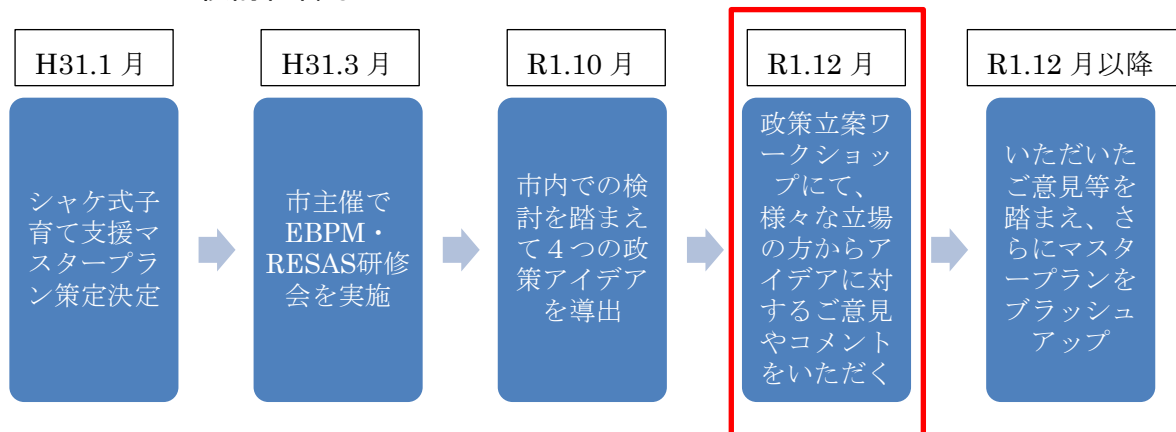 H31.1 月
シャケ式子
育て支援マ
スタープラ
ン策定決定
H31.3 月
市主催で
EBPM・
RESAS研修
会を実施
R1.10 月
市内での検
討を踏まえ
て４つの政
策アイデア
を導出
R1.12 月
政策立案ワ
ークショッ
プにて、
様々な立場
の方からア
イデアに対
するご意見
やコメント
をいただく
R1.12 月以降
いただいた
ご意見等を
踏まえ、さ
らにマスタ
ープランを
ブラッシュ
アップ